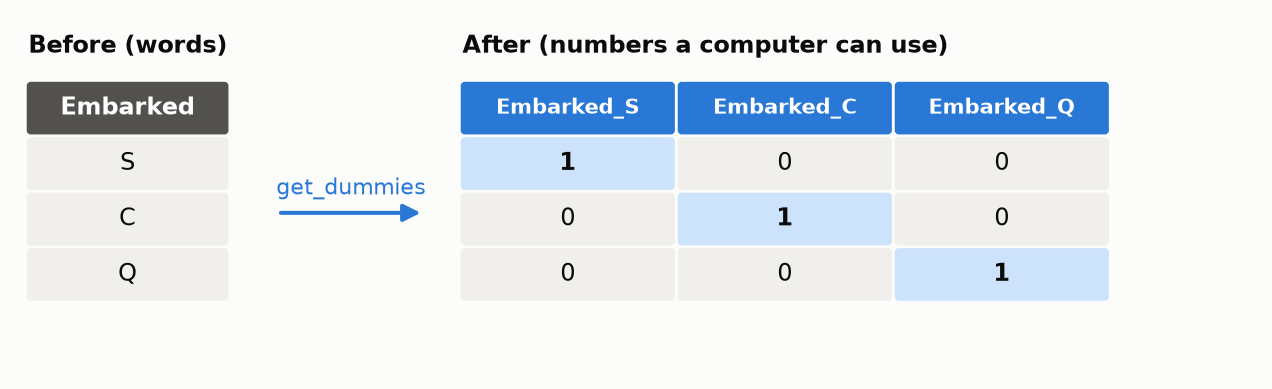 Before (words)
After (numbers a computer can use)
Embarked
Embarked_S Embarked_C Embarked_Q
S
1 0 0
get_dummies
C
0 1 0
Q
0 0 1